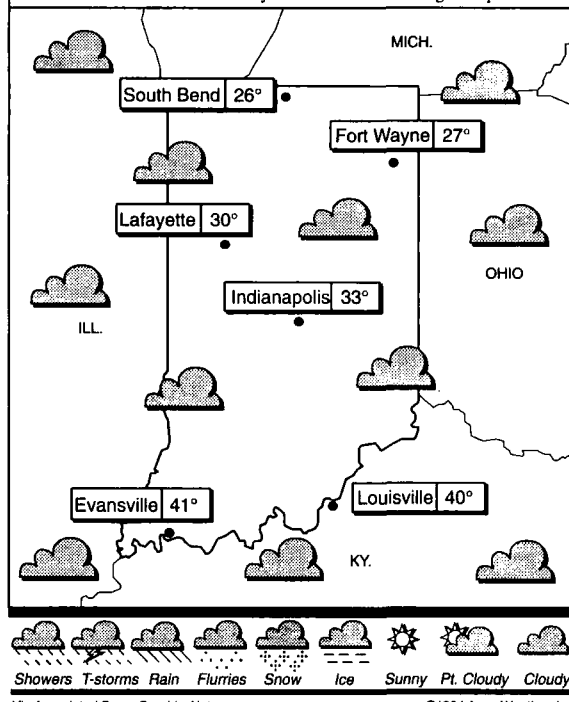 MICH.
South Bend 26°
Fort Wayne 27°
Lafayette 30°
OHIO
Indianapolis 33°
ILL.
Evansville 41°
Louisville 40°
KY.
Showers T-storms Rain Flurries Snow Ice Sunny Pt. Cloudy Cloudy